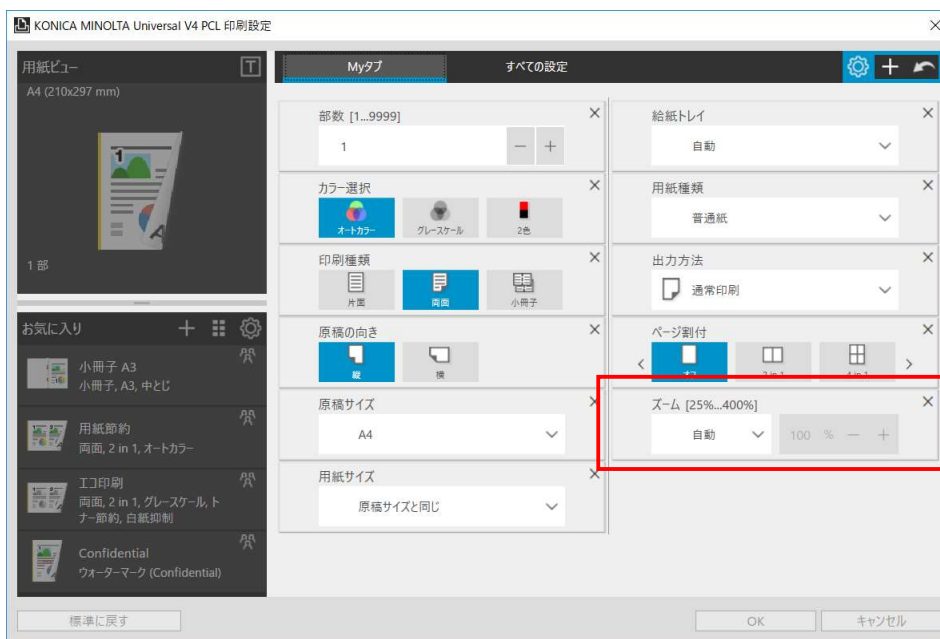 KONICA MINOLTA Universal V4 PCL 印刷設定
用紙ビュー
T
A4 (210x297 mm)
1
1 部
お気に入り
小冊子 A3
小冊子, A3, 中とじ
用紙節約
両面, 2 in 1, オートカラー
エコ印刷
両面, 2 in 1, グレースケール, ト
ナー節約, 白紙抑制
Confidential
ウォーターマーク (Confidential)
Myタブ
すべての設定
部数 [1...9999]
1
カラー選択
オートカラー
グレースケール
2色
印刷種類
片面
両面
小冊子
原稿の向き
縦
横
原稿サイズ
A4
用紙サイズ
原稿サイズと同じ
給紙トレイ
自動
用紙種類
普通紙
出力方法
通常印刷
ページ割付
オフ
2 in 1
4 in 1
ズーム [25%...400%]
自動
100 %
標準に戻す
OK
キャンセル